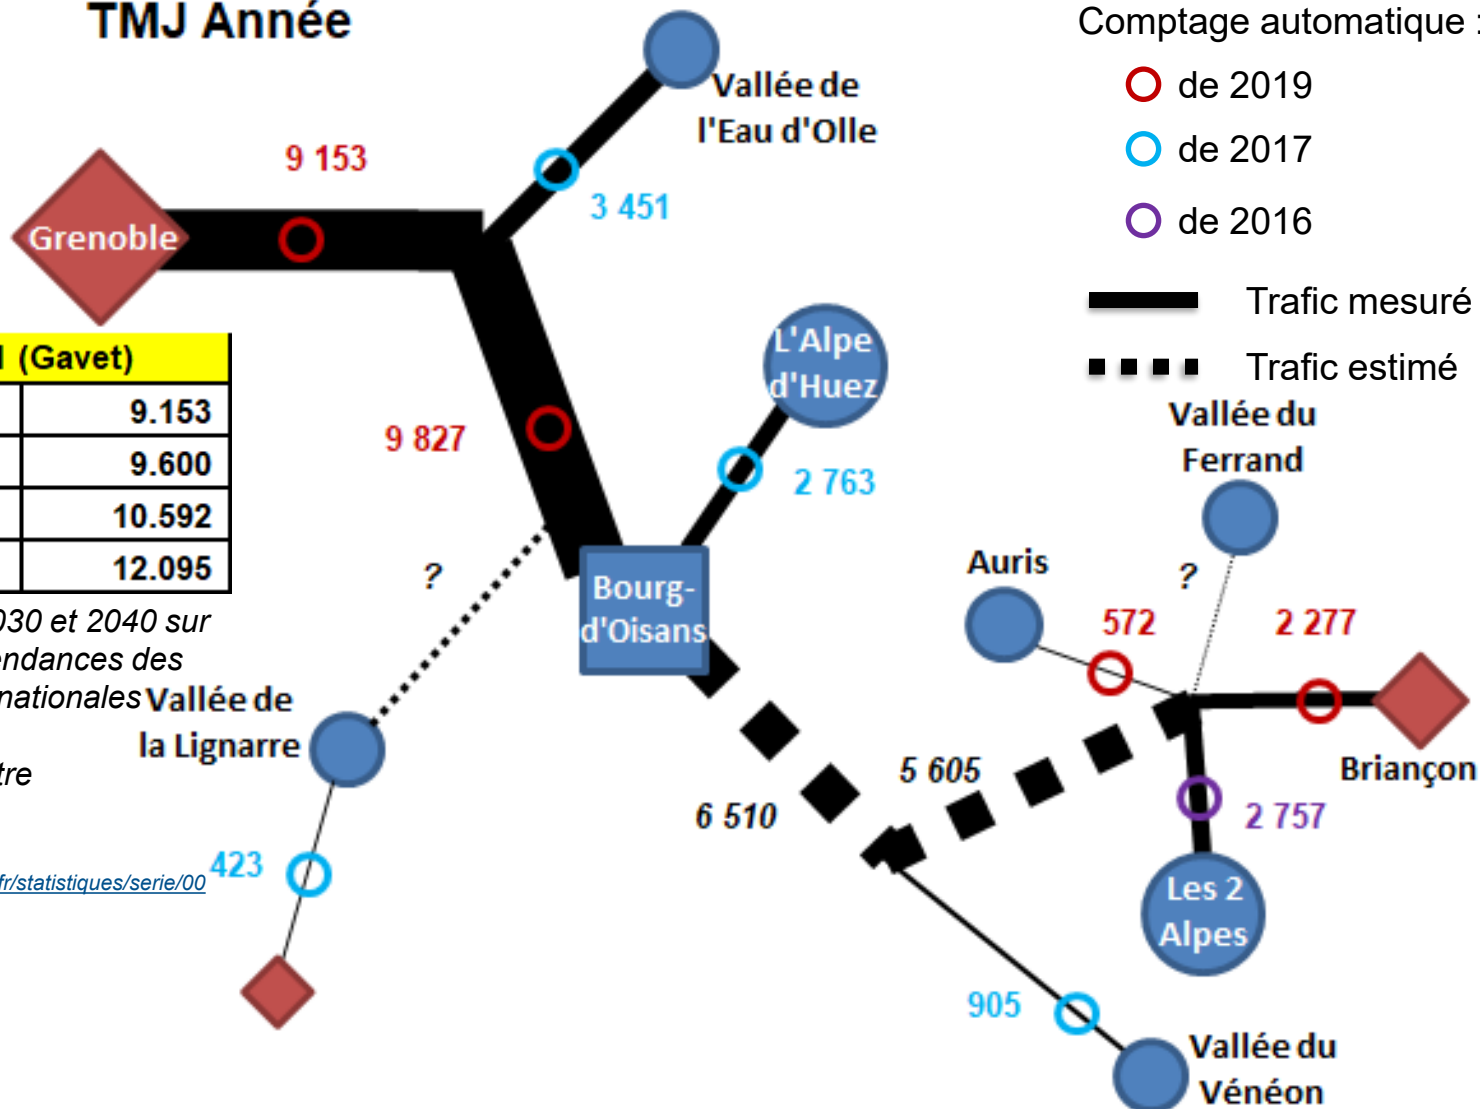 TMJ Année
Comptage automatique :
de 2019
de 2017
de 2016
Trafic mesuré
Trafic estimé
Vallée de
l'Eau d'Olle
9 153
3 451
Grenoble
(Gavet)
9.153
9.600
10.592
12.095
L'Alpe
d'Huez
9 827
2 763
Vallée du
Ferrand
Auris
?
?
572
2 277
Bourg-
d'Oisans
030 et 2040 sur
endances des
nationales
tre
fr/statistiques/serie/00
Vallée de
la Lignarre
Briançon
5 605
6 510
2 757
423
Les 2
Alpes
905
Vallée du
Vénéon